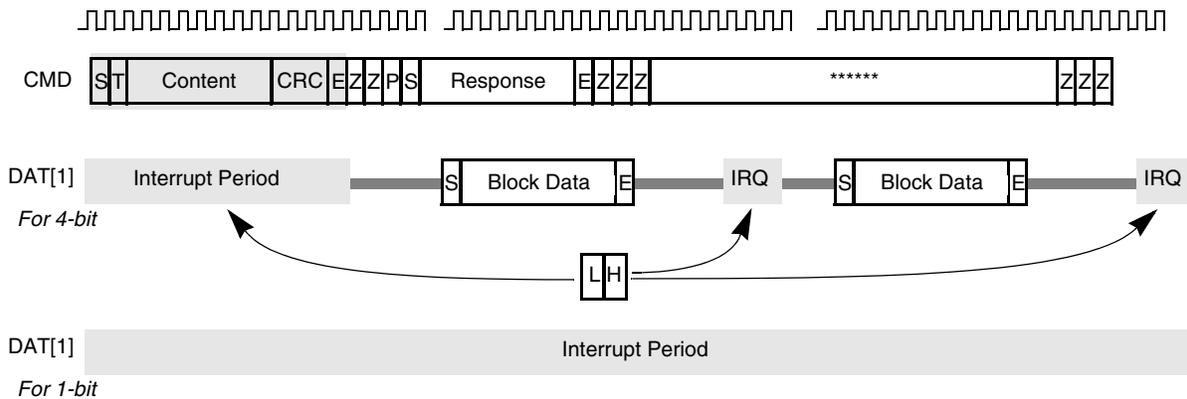 CMD S T Content CRC E Z Z P S Response E Z Z Z ****** Z Z Z
DAT[1] Interrupt Period S Block Data E IRQ S Block Data E IRQ
For 4-bit
L H
DAT[1] Interrupt Period
For 1-bit